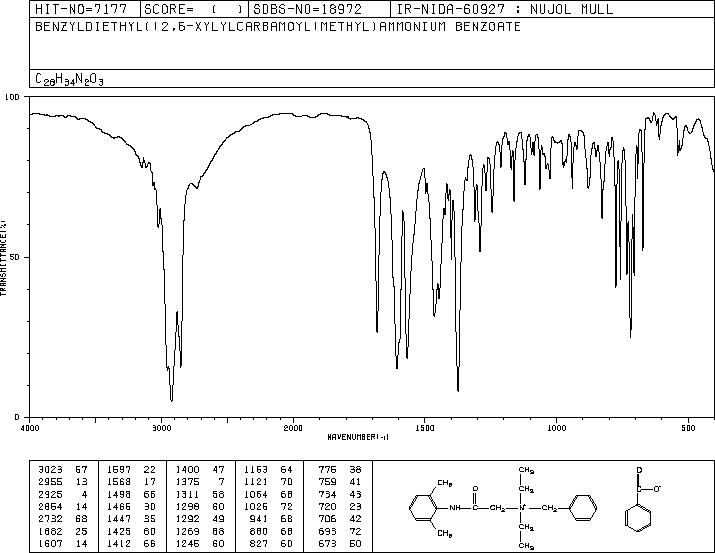 HIT-NO=7177 SCORE= ( ) SDBS-NO=18972 IR-NIDA-60927 : NUJOL MULL
BENZYLDIETHYL((2,6-XYLYLCARBAMOYL)METHYL)AMMONIUM BENZOATE
C28H34N2O3
100
50
0
TRANSMITTANCE(%)
4000 3000 2000 1500 1000 500
WAVENUMBER(-1)
3023 67 1597 22 1400 47 1163 64 776 38
2955 13 1568 17 1375 7 1121 70 759 41
2925 4 1498 66 1311 58 1064 68 734 43
2854 14 1466 30 1298 60 1026 72 720 23
2732 68 1447 35 1292 49 941 68 706 42
1682 25 1425 60 1269 68 880 68 693 72
1607 14 1412 66 1245 60 827 60 673 50
CH3
CH2
CH3 O O
NH C CH2 N+ CH2 C O-
CH3 CH2
CH3